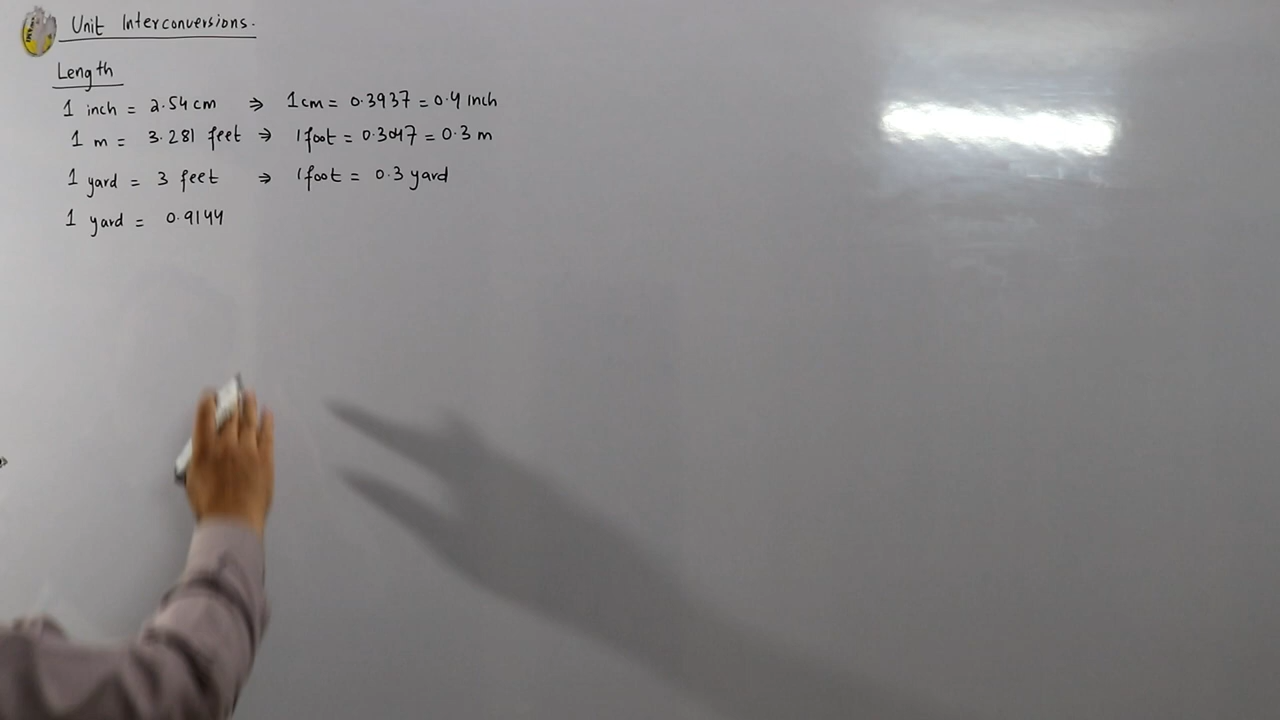 Unit Interconversions.
Length
1 inch = 2.54 cm ⇒ 1 cm = 0.3937 = 0.4 inch
1 m = 3.281 feet ⇒ 1 foot = 0.3047 = 0.3 m
1 yard = 3 feet ⇒ 1 foot = 0.3 yard
1 yard = 0.9144